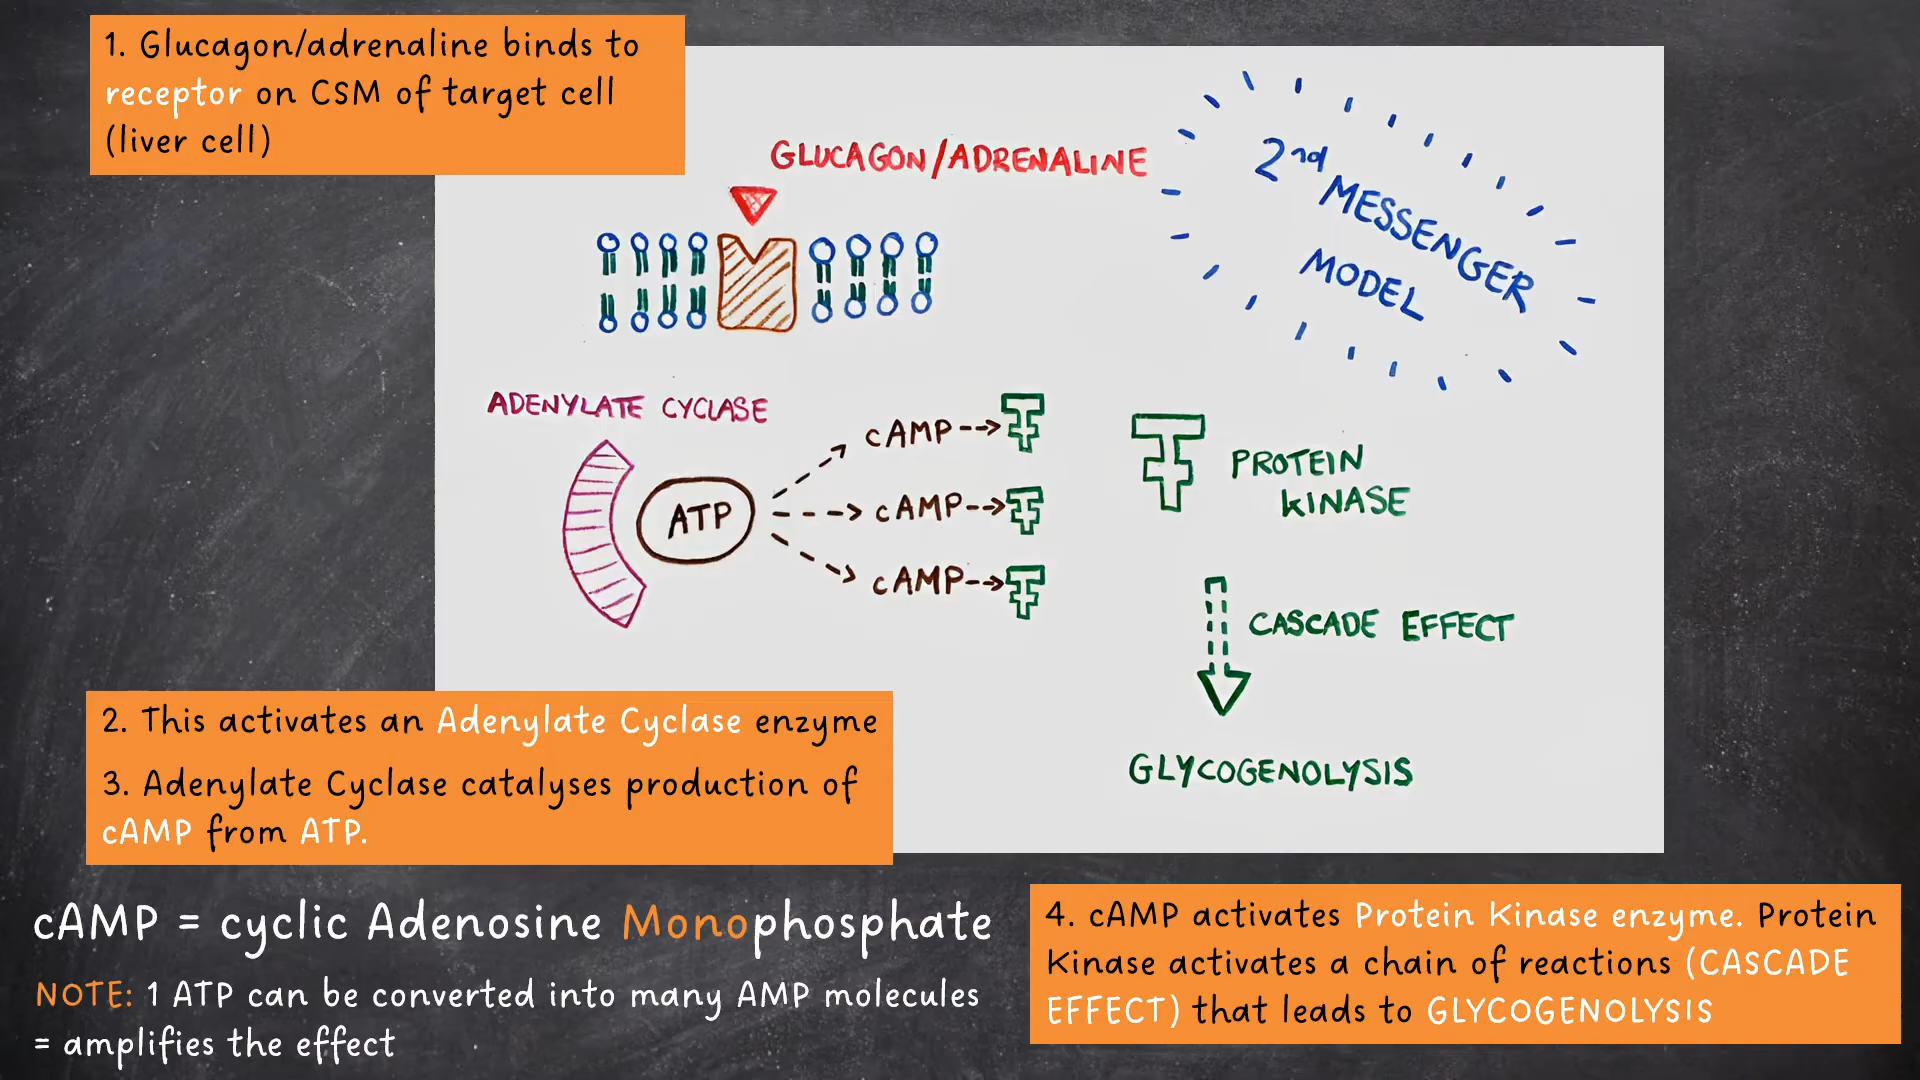 1. Glucagon/adrenaline binds to
receptor on CSM of target cell
(liver cell)
GLUCAGON/ADRENALINE
2nd MESSENGER
MODEL
ADENYLATE CYCLASE
ATP
cAMP
cAMP
cAMP
PROTEIN
KINASE
CASCADE EFFECT
GLYCOGENOLYSIS
2. This activates an Adenylate Cyclase enzyme
3. Adenylate Cyclase catalyses production of
cAMP from ATP.
cAMP = cyclic Adenosine Monophosphate
NOTE: 1 ATP can be converted into many AMP molecules
= amplifies the effect
4. cAMP activates Protein Kinase enzyme. Protein
Kinase activates a chain of reactions (CASCADE
EFFECT) that leads to GLYCOGENOLYSIS